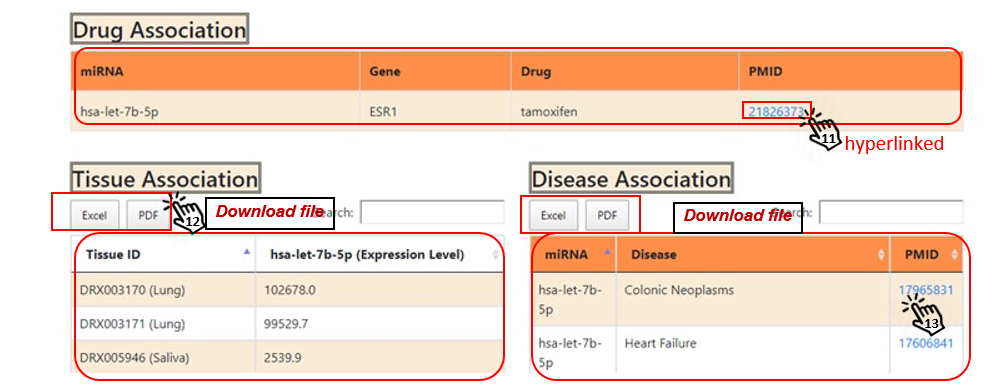 Drug Association
miRNA Gene Drug PMID
hsa-let-7b-5p ESR1 tamoxifen 21826373
11 hyperlinked
Tissue Association Disease Association
Excel PDF 12 Download file Search: Excel PDF Download file Search:
Tissue ID hsa-let-7b-5p (Expression Level) miRNA Disease PMID
DRX003170 (Lung) 102678.0 hsa-let-7b-5p Colonic Neoplasms 17965831
13
DRX003171 (Lung) 99529.7
DRX005946 (Saliva) 2539.9 hsa-let-7b-5p Heart Failure 17606841